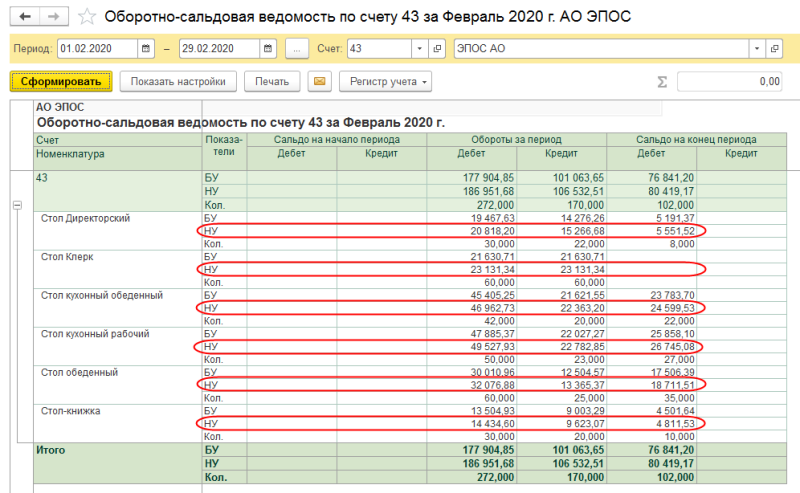 Оборотно-сальдовая ведомость по счету 43 за Февраль 2020 г. АО ЭПОС
Период: 01.02.2020 – 29.02.2020 ... Счет: 43 ЭПОС АО
Сформировать Показать настройки Печать Регистр учета Σ 0,00
АО ЭПОС
Оборотно-сальдовая ведомость по счету 43 за Февраль 2020 г.
Счет Показа- Сальдо на начало периода Обороты за период Сальдо на конец периода
Номенклатура тели Дебет Кредит Дебет Кредит Дебет Кредит
43 БУ 177 904,85 101 063,65 76 841,20
НУ 186 951,68 106 532,51 80 419,17
Кол. 272,000 170,000 102,000
Стол Директорский БУ 19 467,63 14 276,26 5 191,37
НУ 20 818,20 15 266,68 5 551,52
Кол. 30,000 22,000 8,000
Стол Клерк БУ 21 630,71 21 630,71
НУ 23 131,34 23 131,34
Кол. 60,000 60,000
Стол кухонный обеденный БУ 45 405,25 21 621,55 23 783,70
НУ 46 962,73 22 363,20 24 599,53
Кол. 42,000 20,000 22,000
Стол кухонный рабочий БУ 47 885,37 22 027,27 25 858,10
НУ 49 527,93 22 782,85 26 745,08
Кол. 50,000 23,000 27,000
Стол обеденный БУ 30 010,96 12 504,57 17 506,39
НУ 32 076,88 13 365,37 18 711,51
Кол. 60,000 25,000 35,000
Стол-книжка БУ 13 504,93 9 003,29 4 501,64
НУ 14 434,60 9 623,07 4 811,53
Кол. 30,000 20,000 10,000
Итого БУ 177 904,85 101 063,65 76 841,20
НУ 186 951,68 106 532,51 80 419,17
Кол. 272,000 170,000 102,000